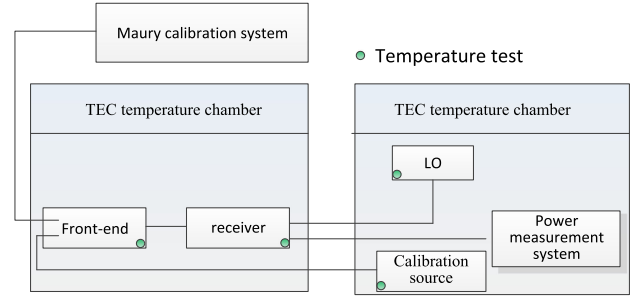 Maury calibration system
Temperature test
TEC temperature chamber
TEC temperature chamber
LO
Front-end
receiver
Power
measurement
system
Calibration
source